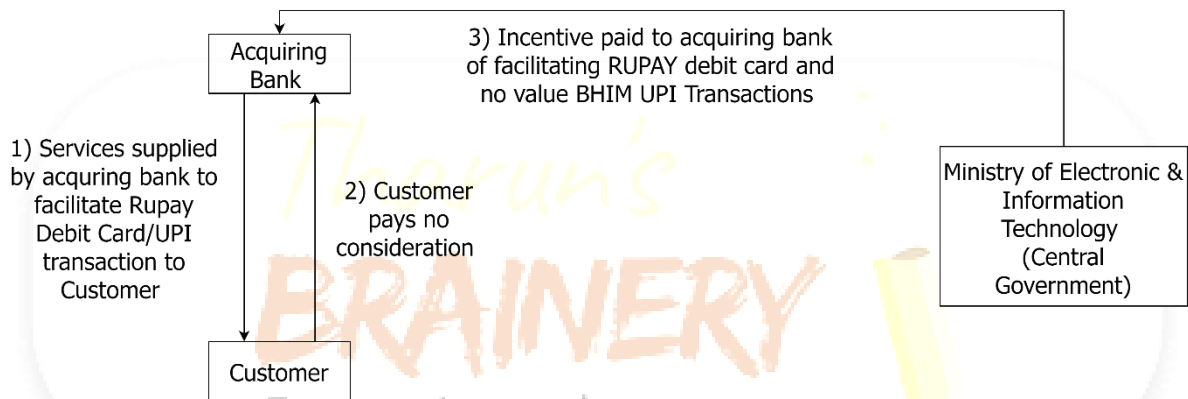 Acquiring
Bank
3) Incentive paid to acquiring bank
of facilitating RUPAY debit card and
no value BHIM UPI Transactions
1) Services supplied
by acquring bank to
facilitate Rupay
Debit Card/UPI
transaction to
Customer
2) Customer
pays no
consideration
Ministry of Electronic &
Information
Technology
(Central
Government)
Customer
Tharun's
BRAINERY